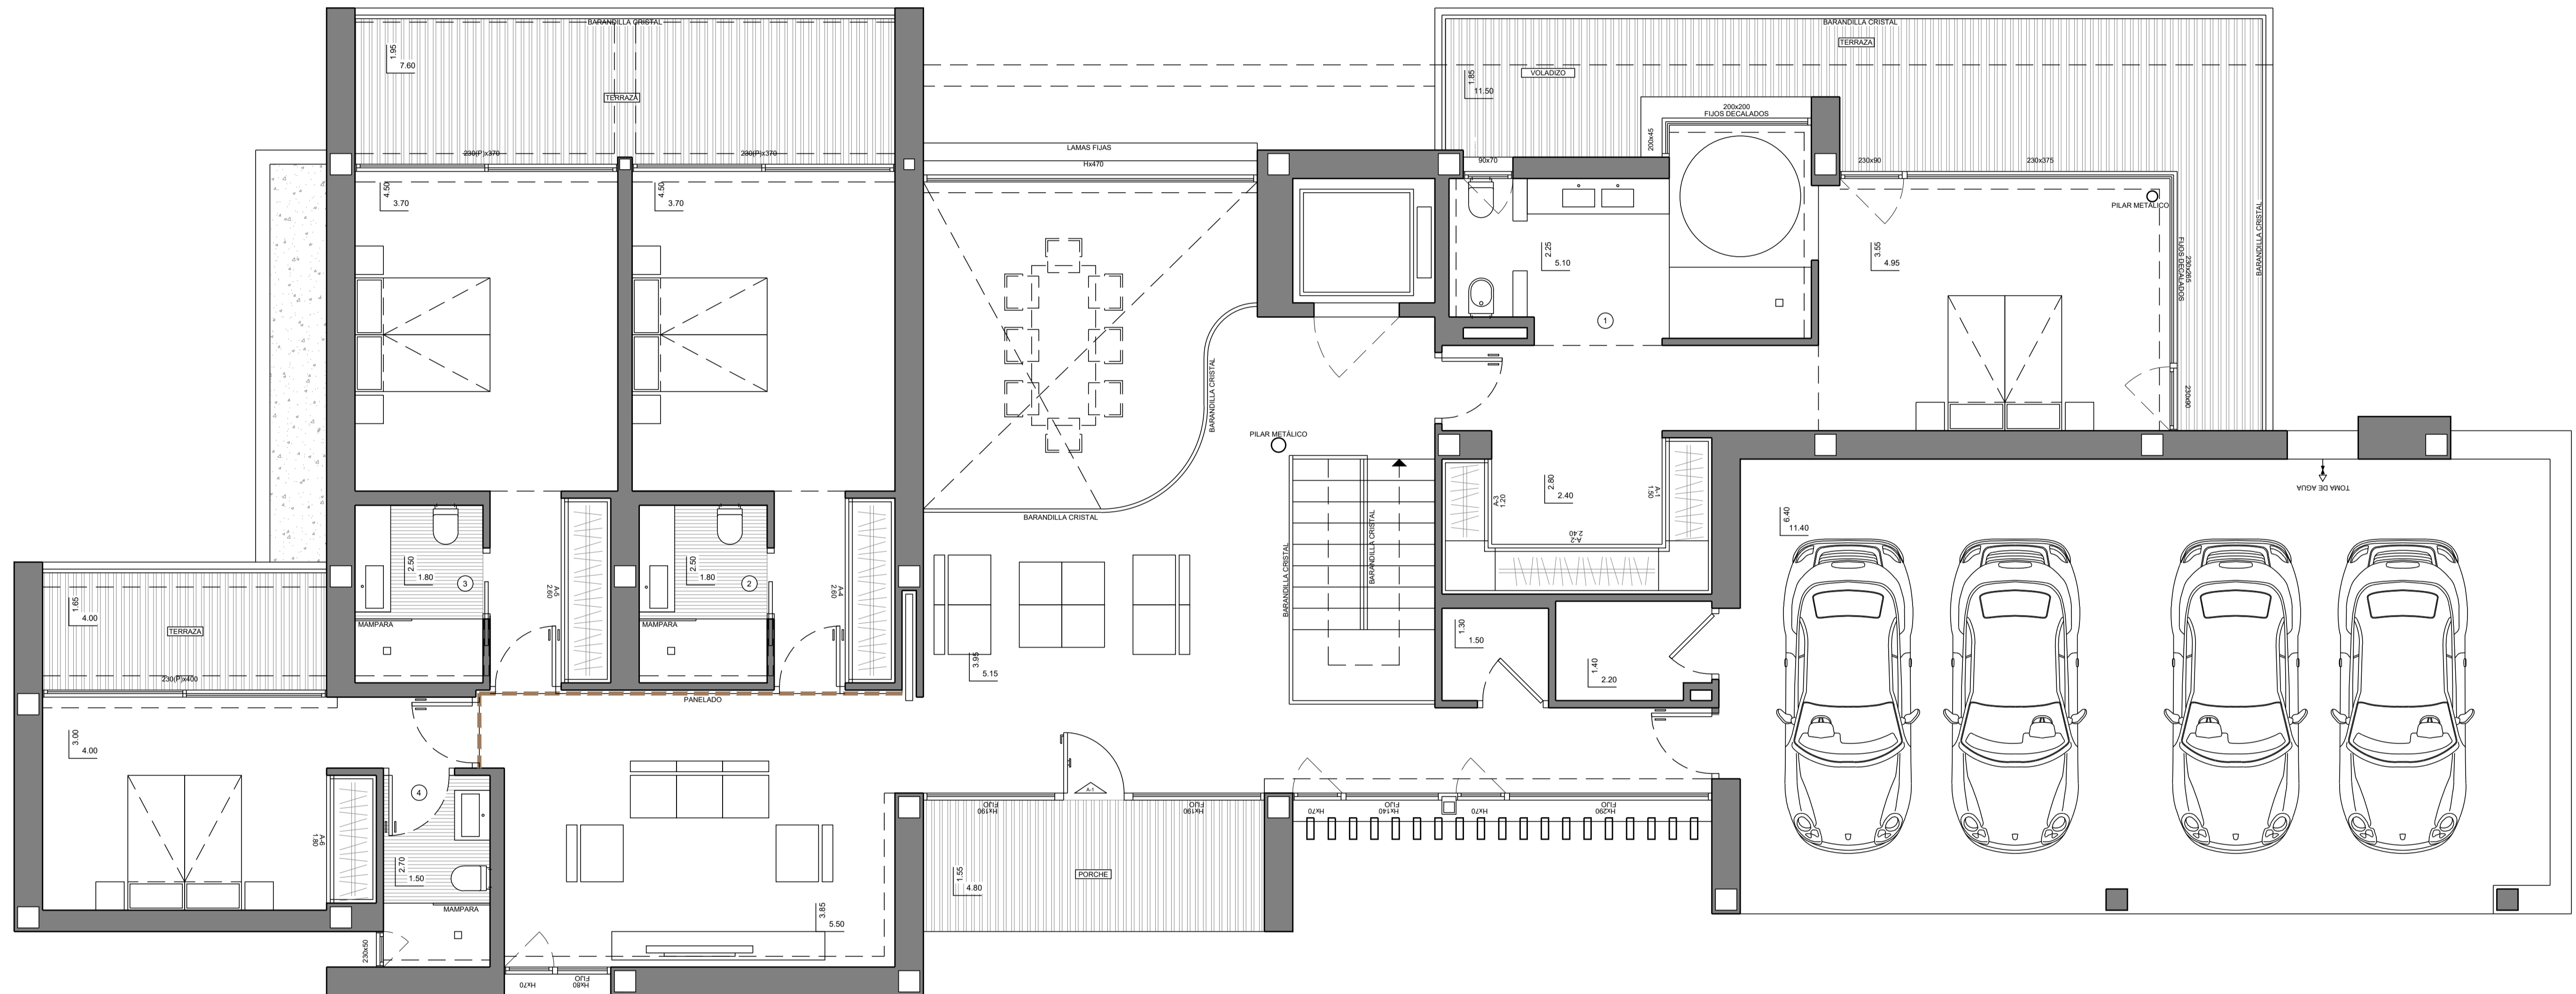 BARANDILLA CRISTAL
1.95
7.60
TERRAZA
230(P)x370
230(P)x370
4.50
3.70
4.50
3.70
LAMAS FIJAS
Hx470
BARANDILLA CRISTAL
BARANDILLA CRISTAL
PILAR METÁLICO
BARANDILLA CRISTAL
TERRAZA
VOLADIZO
1.85
11.50
200x200
FIJOS DECALADOS
200x45
90x70
230x90
230x375
PILAR METÁLICO
2.25
5.10
1
3.55
4.95
FIJOS DECALADOS
230x265
BARANDILLA CRISTAL
230x90
2.50
1.80
3
MAMPARA
A-5
2.60
2.50
1.80
2
MAMPARA
A-4
2.60
3.95
5.15
BARANDILLA CRISTAL
BARANDILLA CRISTAL
A-3
1.20
2.80
2.40
A-1
1.50
A-2
2.40
1.30
1.50
1.40
2.20
6.40
11.40
TOMA DE AGUA
1.65
4.00
TERRAZA
230(P)x400
3.00
4.00
PANELADO
4
A-6
1.80
2.70
1.50
MAMPARA
230x50
3.85
5.50
Hx70
FIJO
Hx80
A-1
FIJO
Hx190
FIJO
Hx190
1.55
4.80
PORCHE
Hx70
FIJO
Hx140
Hx70
FIJO
Hx290